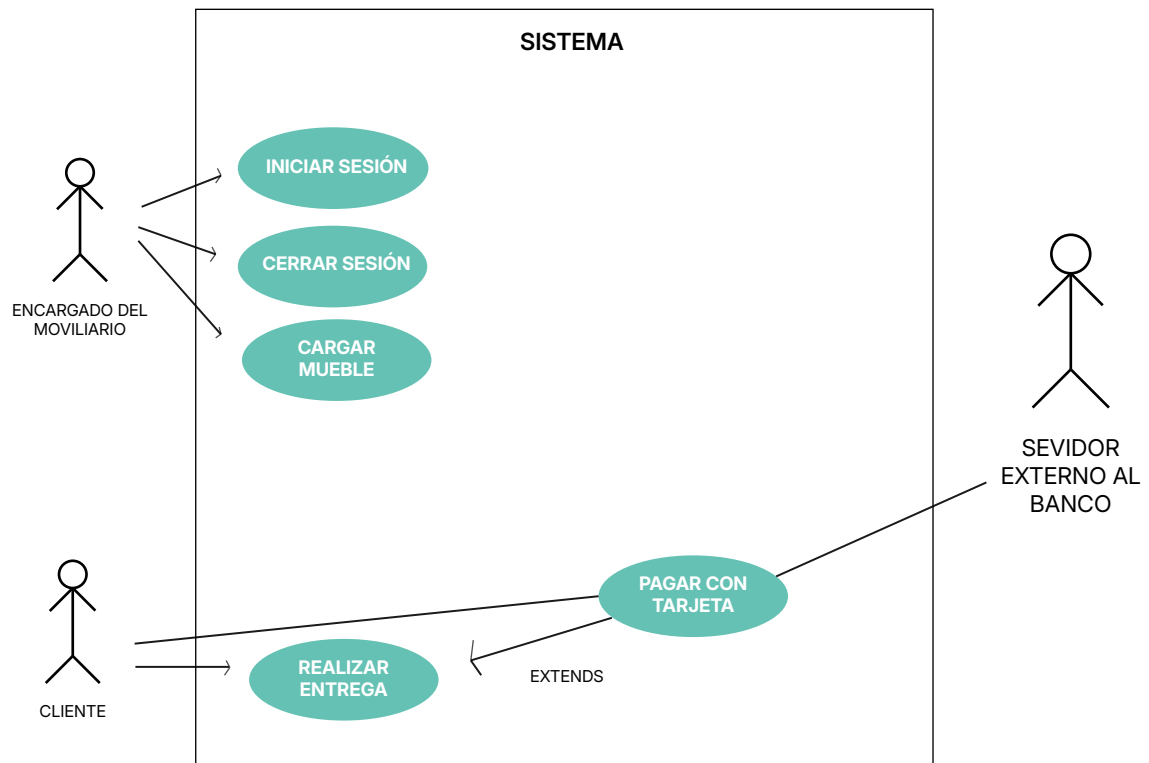 SISTEMA
INICIAR SESIÓN
CERRAR SESIÓN
ENCARGADO DEL
MOVILIARIO
CARGAR
MUEBLE
SEVIDOR
EXTERNO AL
BANCO
PAGAR CON
TARJETA
REALIZAR
ENTREGA
EXTENDS
CLIENTE